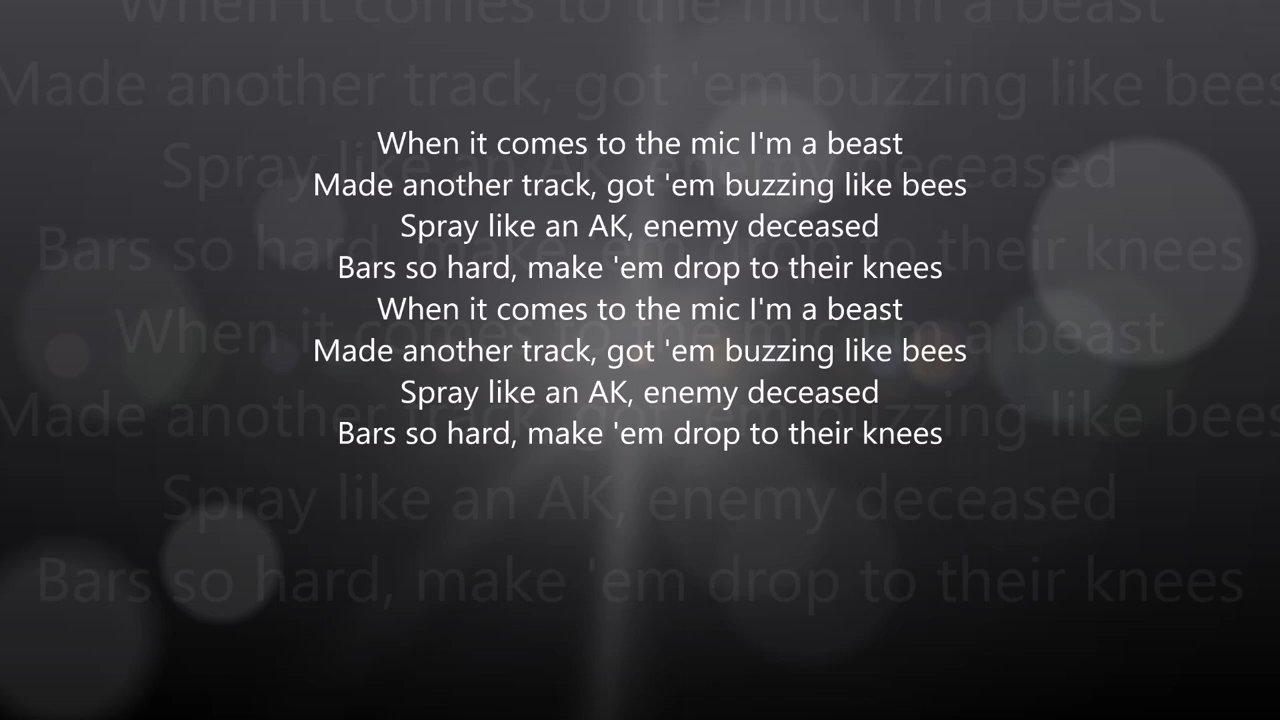 When it comes to the mic I'm a beast
Made another track, got 'em buzzing like bees
Spray like an AK, enemy deceased
Bars so hard, make 'em drop to their knees
When it comes to the mic I'm a beast
Made another track, got 'em buzzing like bees
Spray like an AK, enemy deceased
Bars so hard, make 'em drop to their knees